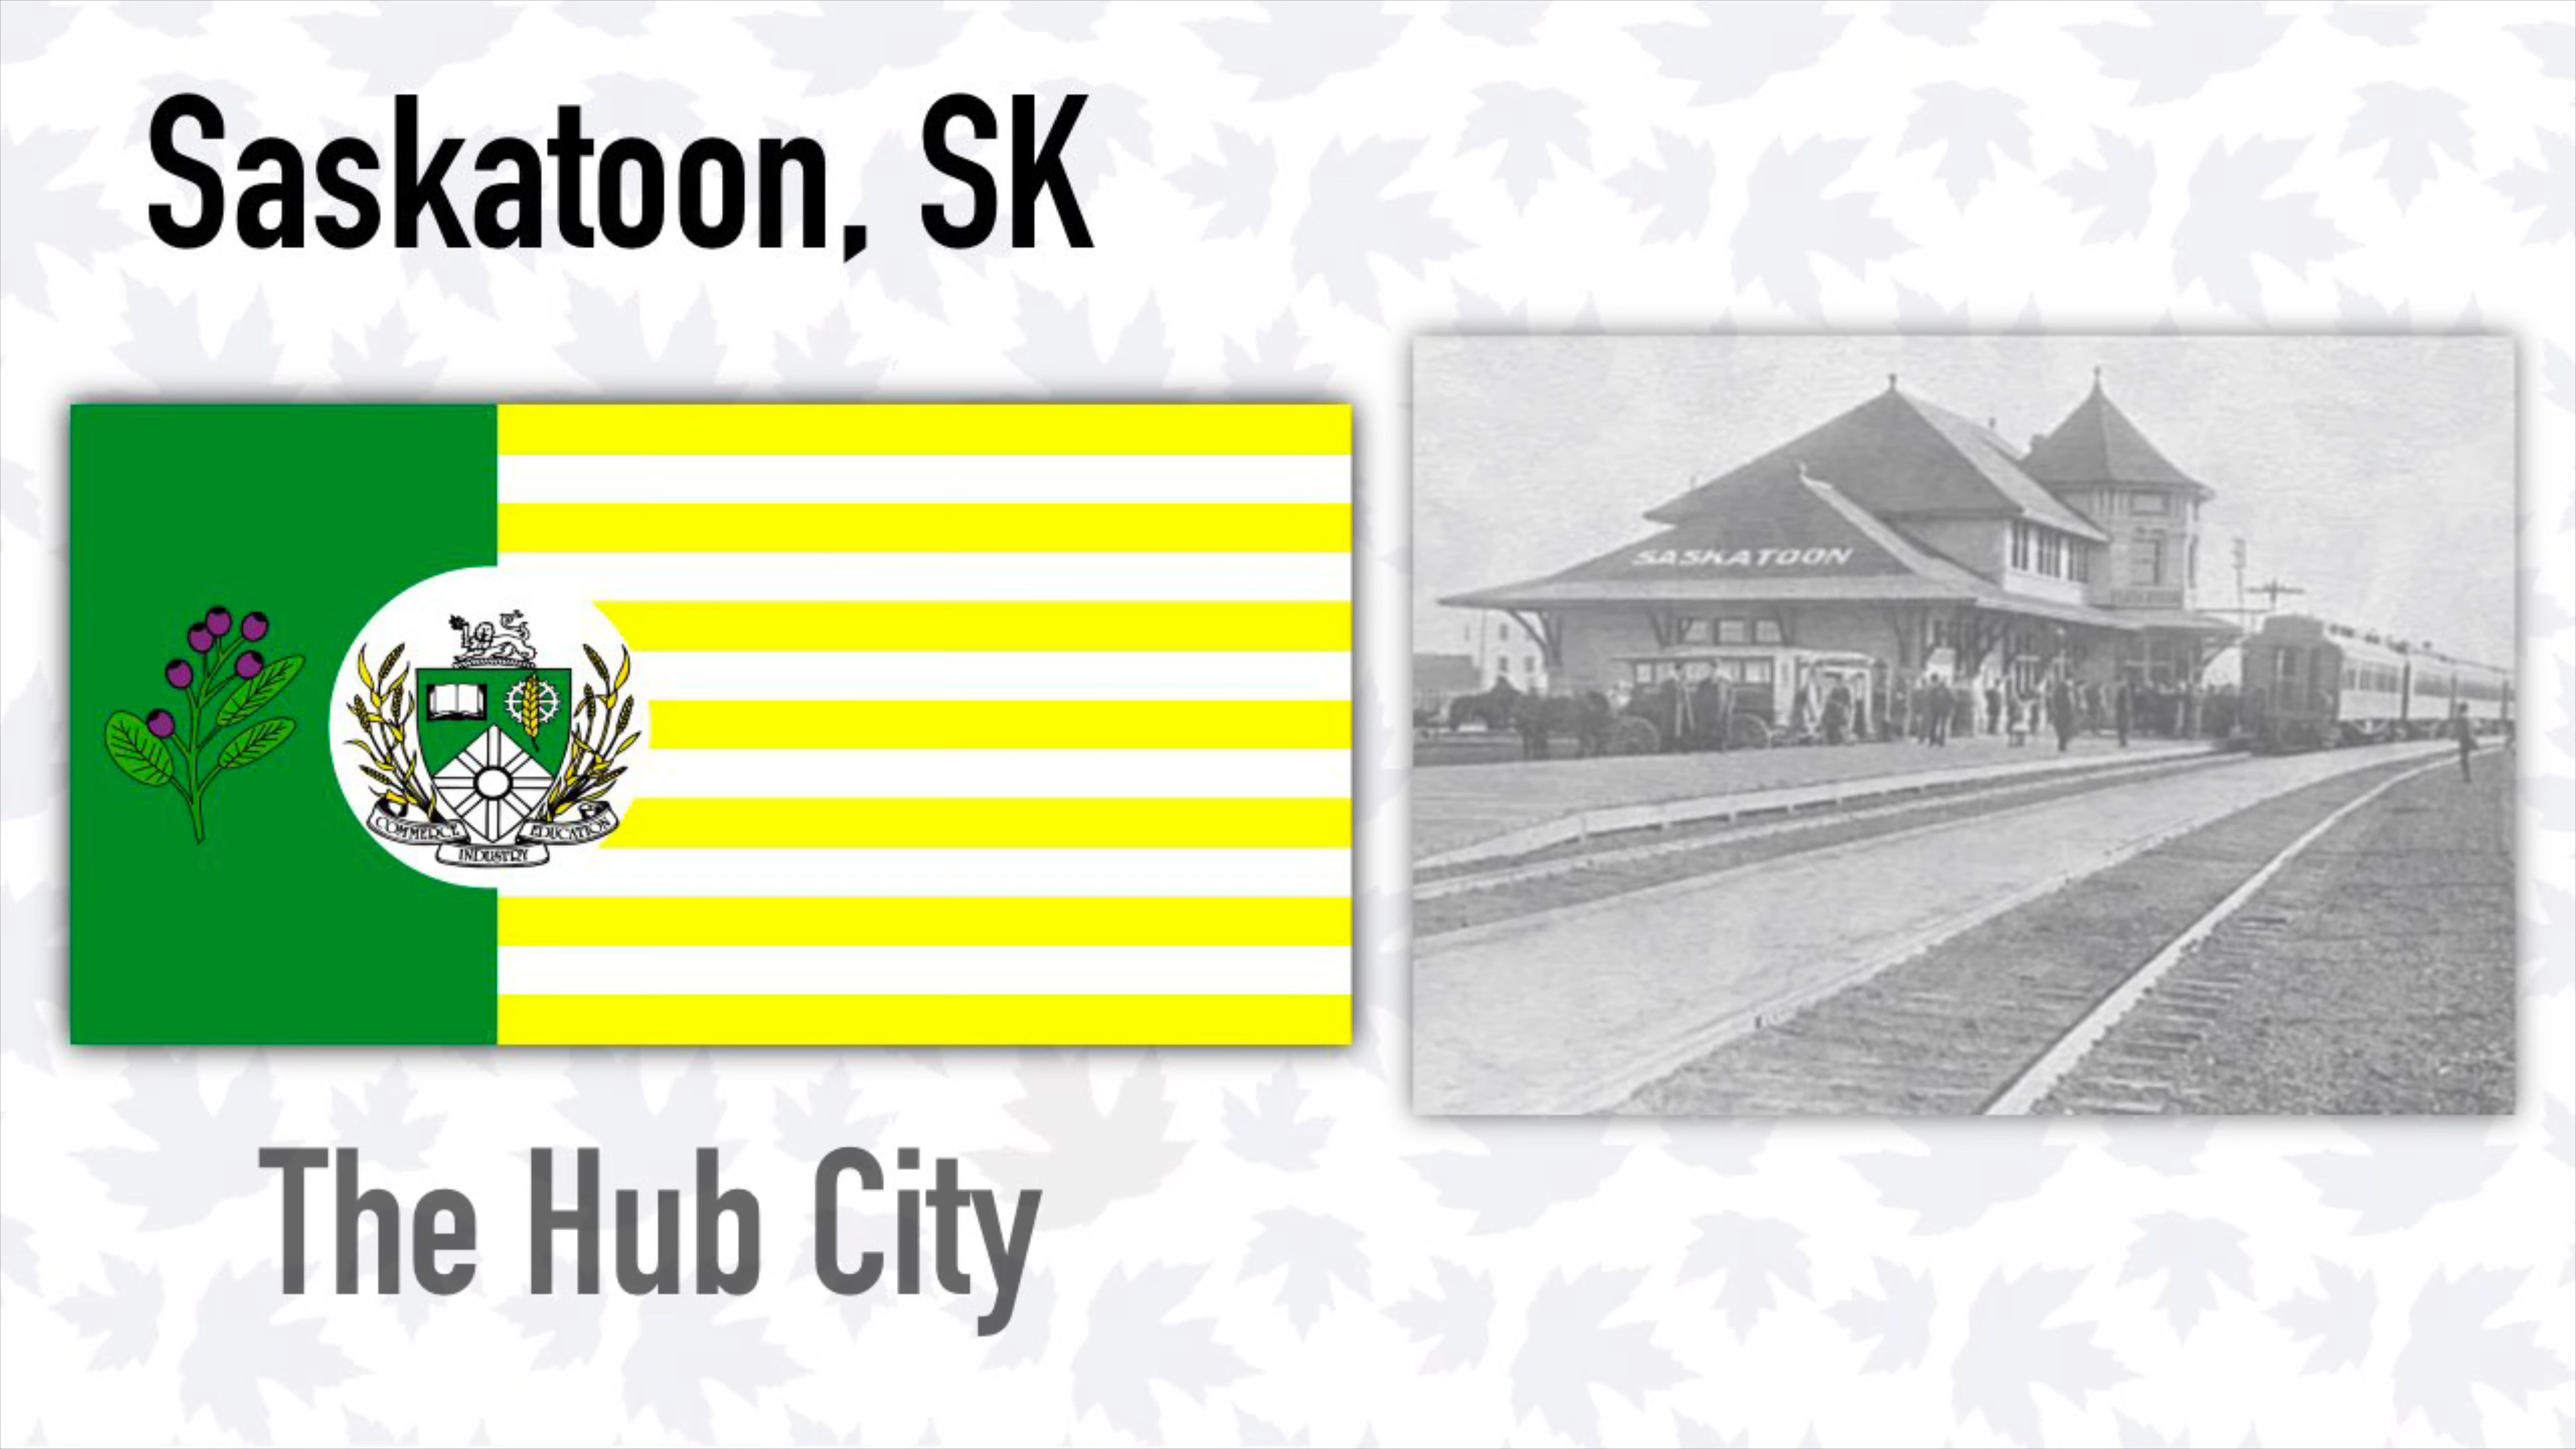 Saskatoon, SK
COMMERCE
EDUCATION
INDUSTRY
SASKATOON
The Hub City